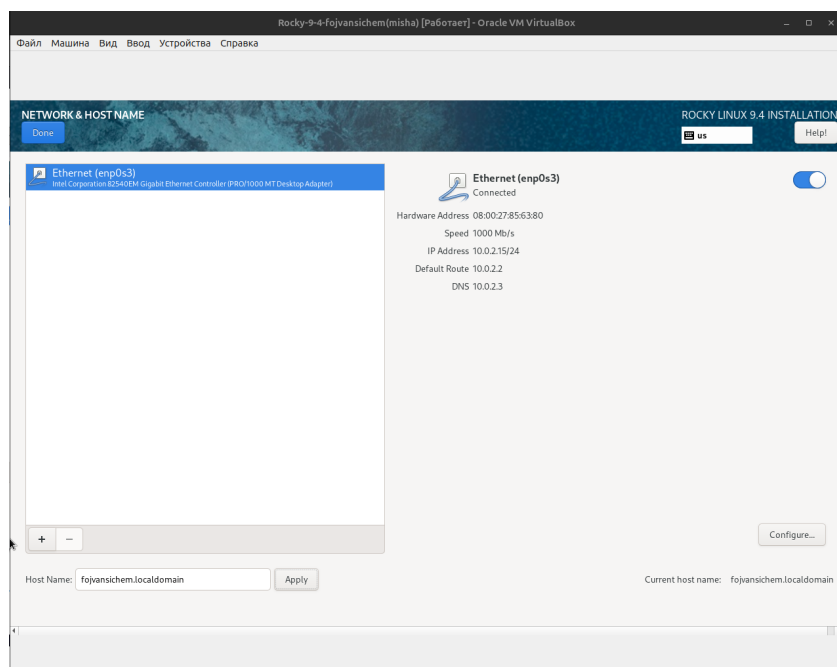 Rocky-9-4-fojvansichem(misha) [Работает] - Oracle VM VirtualBox
Файл Машина Вид Ввод Устройства Справка
NETWORK & HOST NAME
ROCKY LINUX 9.4 INSTALLATION
Done
us
Help!
Ethernet (enp0s3)
Intel Corporation 82540EM Gigabit Ethernet Controller (PRO/1000 MT Desktop Adapter)
Ethernet (enp0s3)
Connected
Hardware Address 08:00:27:85:63:80
Speed 1000 Mb/s
IP Address 10.0.2.15/24
Default Route 10.0.2.2
DNS 10.0.2.3
Configure...
Host Name: fojvansichem.localdomain Apply
Current host name: fojvansichem.localdomain